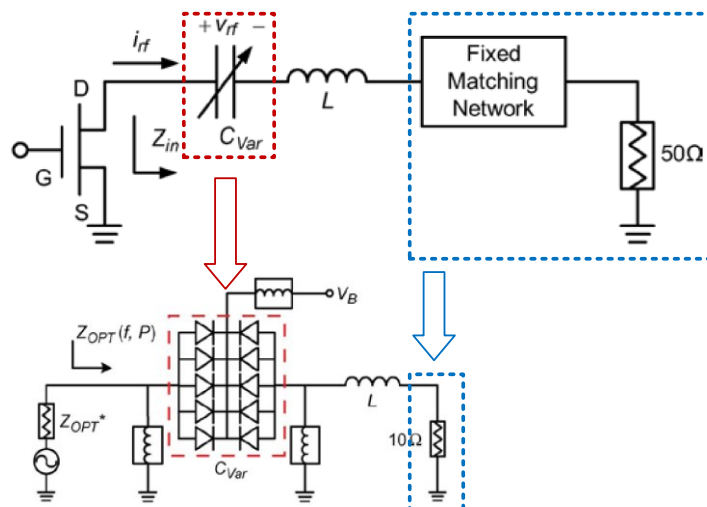 i_rf
+ v_rf −
D
G
S
Z_in
C_Var
L
Fixed
Matching
Network
50Ω
V_B
Z_OPT (f, P)
Z_OPT*
C_Var
L
10Ω